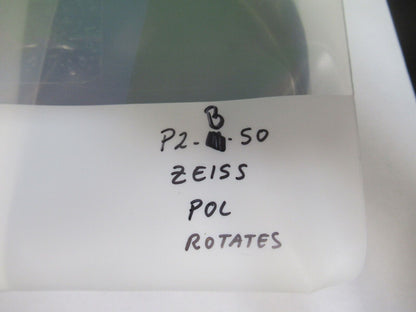 P2-B-50
ZEISS
POL
ROTATES